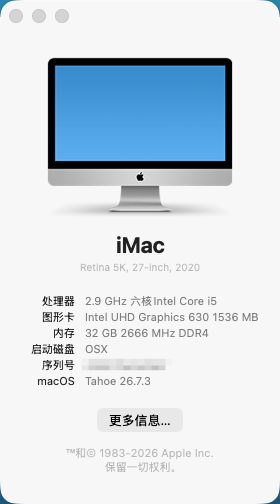 iMac
Retina 5K, 27-inch, 2020
处理器 2.9 GHz 六核Intel Core i5
图形卡 Intel UHD Graphics 630 1536 MB
内存 32 GB 2666 MHz DDR4
启动磁盘 OSX
序列号
macOS Tahoe 26.7.3
更多信息...
™和© 1983-2026 Apple Inc.
保留一切权利。